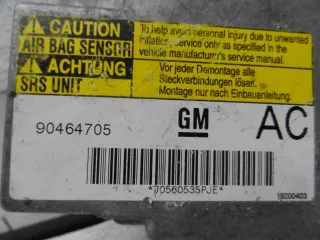 CAUTION
AIR BAG SENSOR
ACHTUNG
SRS UNIT
To help avoid personal injury due to unwanted
inflation, service only as specified in the
vehicle manufacturer's service manual.
Vor jeder Demontage alle
Steckverbindungen lösen.
Montage nur nach Einbauanleitung.
90464705
GM
AC
*70560535PJE*
16200403